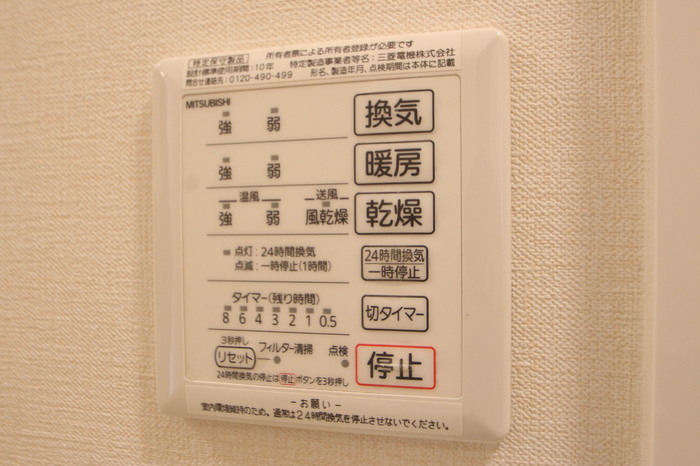 特定保守製品 所有者票による所有者登録が必要です
設計標準使用期間:10年 特定製造事業者等名:三菱電機株式会社
問合せ連絡先:0120-490-499 形名、製造年月、点検期間は本体に記載
MITSUBISHI
強 弱 換気
強 弱 暖房
温風 送風
強 弱 風乾燥 乾燥
点灯:24時間換気
点滅:一時停止(1時間)
24時間換気
一時停止
タイマー(残り時間)
8 6 4 3 2 1 0.5
切タイマー
3秒押し
リセット フィルター清掃 点検
停止
24時間換気の停止は停止ボタンを3秒押し
-お願い-
室内環境維持のため、通常は24時間換気を停止させないでください。